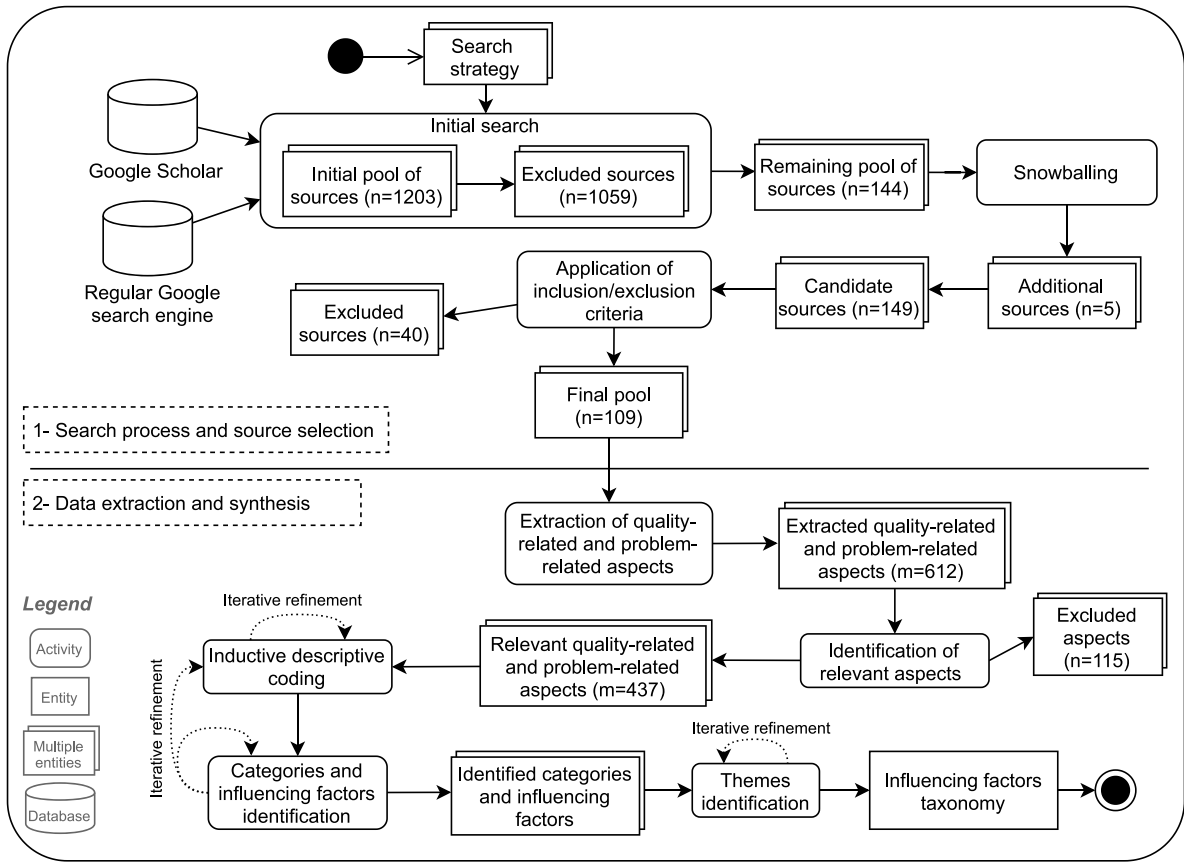 Search
strategy
Initial search
Google Scholar
Initial pool of
sources (n=1203)
Excluded sources
(n=1059)
Remaining pool of
sources (n=144)
Snowballing
Regular Google
search engine
Excluded
sources (n=40)
Application of
inclusion/exclusion
criteria
Candidate
sources (n=149)
Additional
sources (n=5)
Final pool
(n=109)
1- Search process and source selection
2- Data extraction and synthesis
Extraction of quality-
related and problem-
related aspects
Extracted quality-related
and problem-related
aspects (m=612)
Legend
Activity
Entity
Multiple
entities
Database
Iterative refinement
Inductive descriptive
coding
Relevant quality-related
and problem-related
aspects (m=437)
Identification of
relevant aspects
Excluded
aspects
(n=115)
Iterative refinement
Categories and
influencing factors
identification
Identified categories
and influencing
factors
Iterative refinement
Themes
identification
Influencing factors
taxonomy